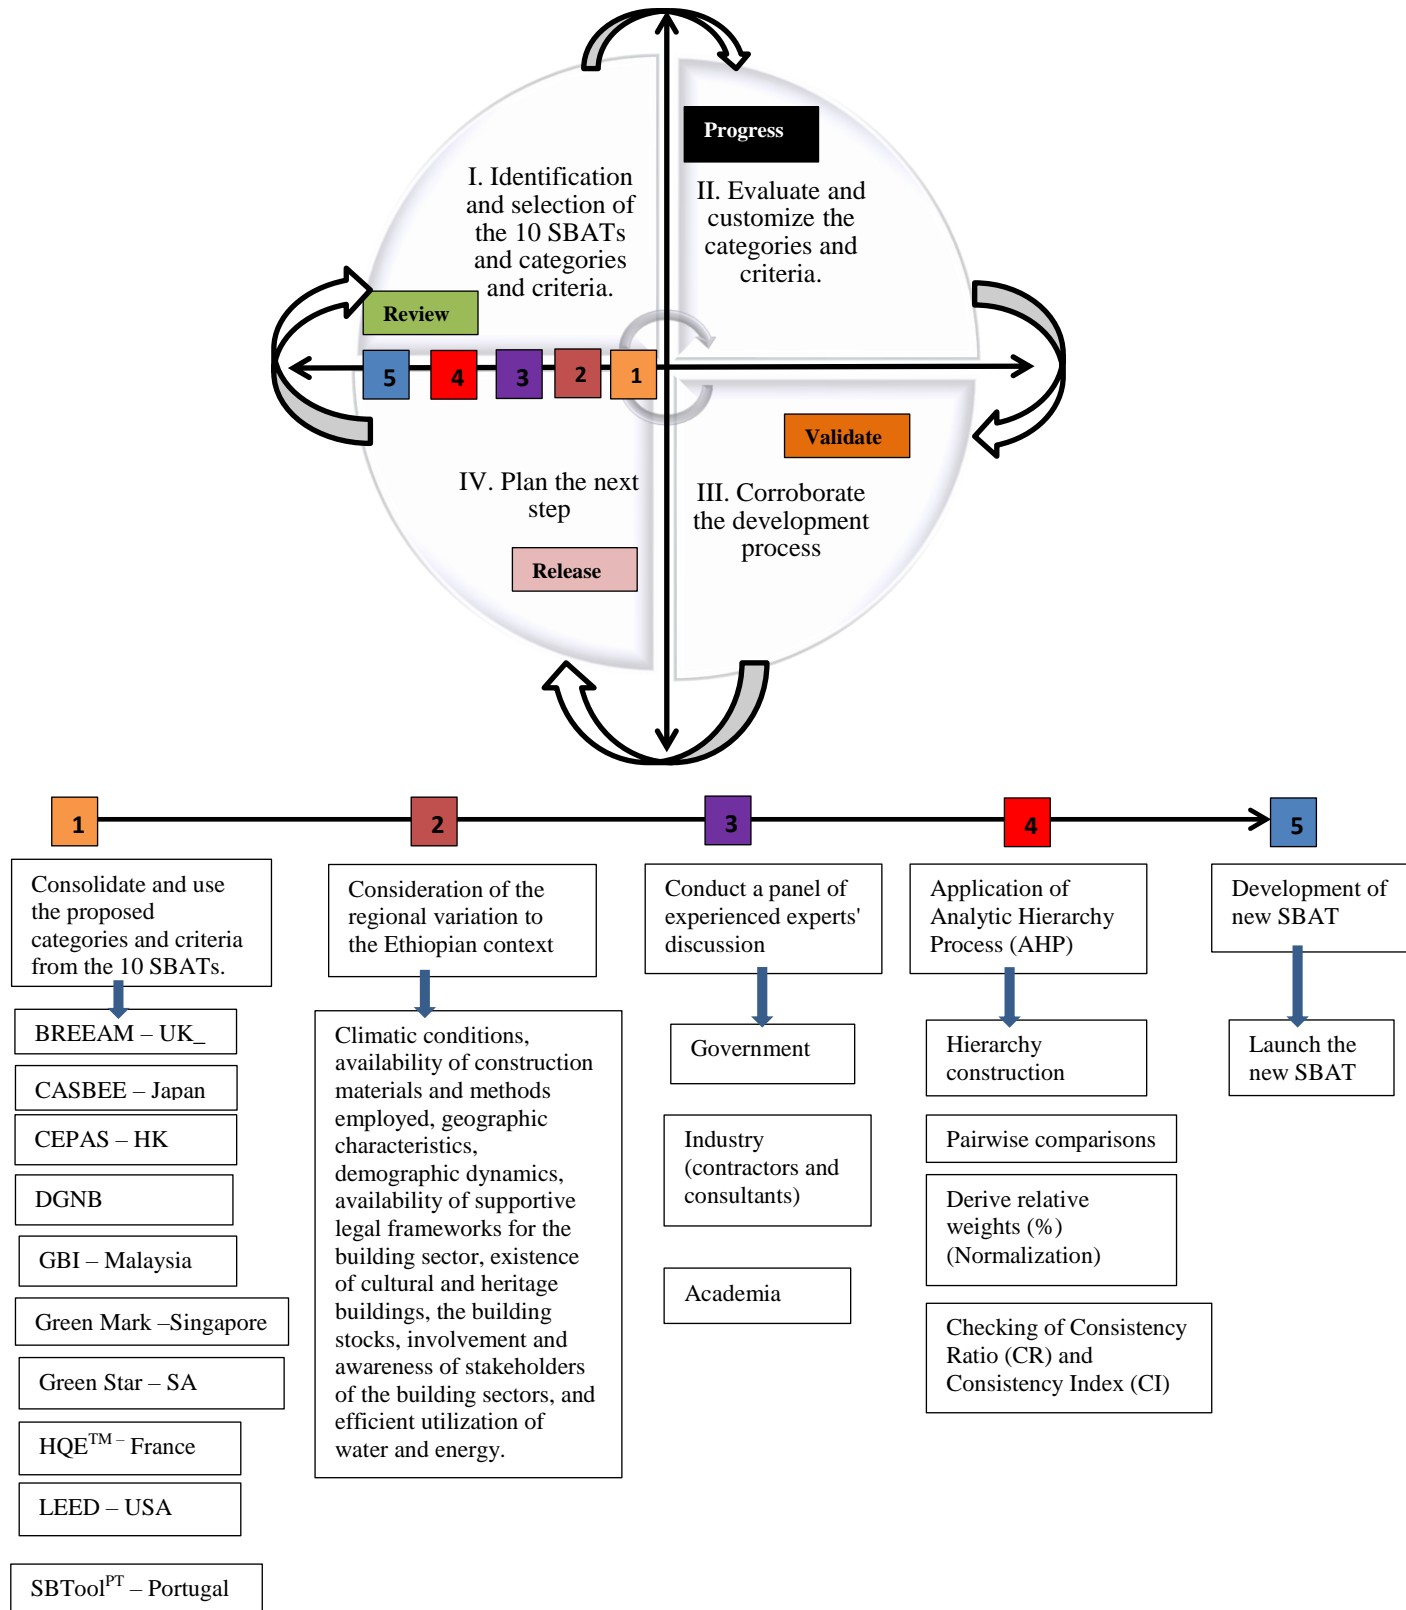 Progress
I. Identification
and selection of
the 10 SBATs
and categories
and criteria.
II. Evaluate and
customize the
categories and
criteria.
Review
5
4
3
2
1
Validate
IV. Plan the next
step
III. Corroborate
the development
process
Release
1
2
3
4
5
Consolidate and use
the proposed
categories and criteria
from the 10 SBATs.
BREEAM – UK_
CASBEE – Japan
CEPAS – HK
DGNB
GBI – Malaysia
Green Mark –Singapore
Green Star – SA
HQE™ – France
LEED – USA
SBToolᴾᵀ – Portugal
Consideration of the
regional variation to
the Ethiopian context
Climatic conditions,
availability of construction
materials and methods
employed, geographic
characteristics,
demographic dynamics,
availability of supportive
legal frameworks for the
building sector, existence
of cultural and heritage
buildings, the building
stocks, involvement and
awareness of stakeholders
of the building sectors, and
efficient utilization of
water and energy.
Conduct a panel of
experienced experts'
discussion
Government
Industry
(contractors and
consultants)
Academia
Application of
Analytic Hierarchy
Process (AHP)
Hierarchy
construction
Pairwise comparisons
Derive relative
weights (%)
(Normalization)
Checking of Consistency
Ratio (CR) and
Consistency Index (CI)
Development of
new SBAT
Launch the
new SBAT